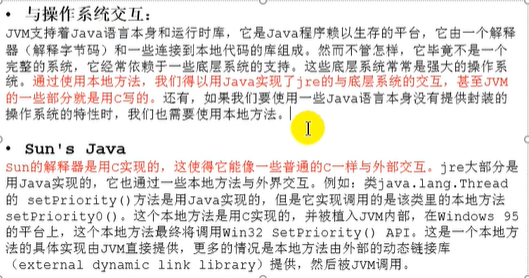 • 与操作系统交互：
JVM支持着Java语言本身和运行时库，它是Java程序赖以生存的平台，它由一个解释
器（解释字节码）和一些连接到本地代码的库组成。然而不管怎样，它毕竟不是一个
完整的系统，它经常依赖于一些底层系统的支持。这些底层系统常常是强大的操作系
统。通过使用本地方法，我们得以用Java实现了jre的与底层系统的交互，甚至JVM
的一些部分就是用C写的。还有，如果我们要使用一些Java语言本身没有提供封装的
操作系统的特性时，我们也需要使用本地方法。
• Sun's Java
Sun的解释器是用C实现的，这使得它能像一些普通的C一样与外部交互。jre大部分是
用Java实现的，它也通过一些本地方法与外界交互。例如：类java.lang.Thread
的 setPriority()方法是用Java实现的，但是它实现调用的是该类里的本地方法
setPriority0()。这个本地方法是用C实现的，并被植入JVM内部，在Windows 95
的平台上，这个本地方法最终将调用Win32 SetPriority() API。这是一个本地方
法的具体实现由JVM直接提供，更多的情况是本地方法由外部的动态链接库
（external dynamic link library）提供，然后被JVM调用。